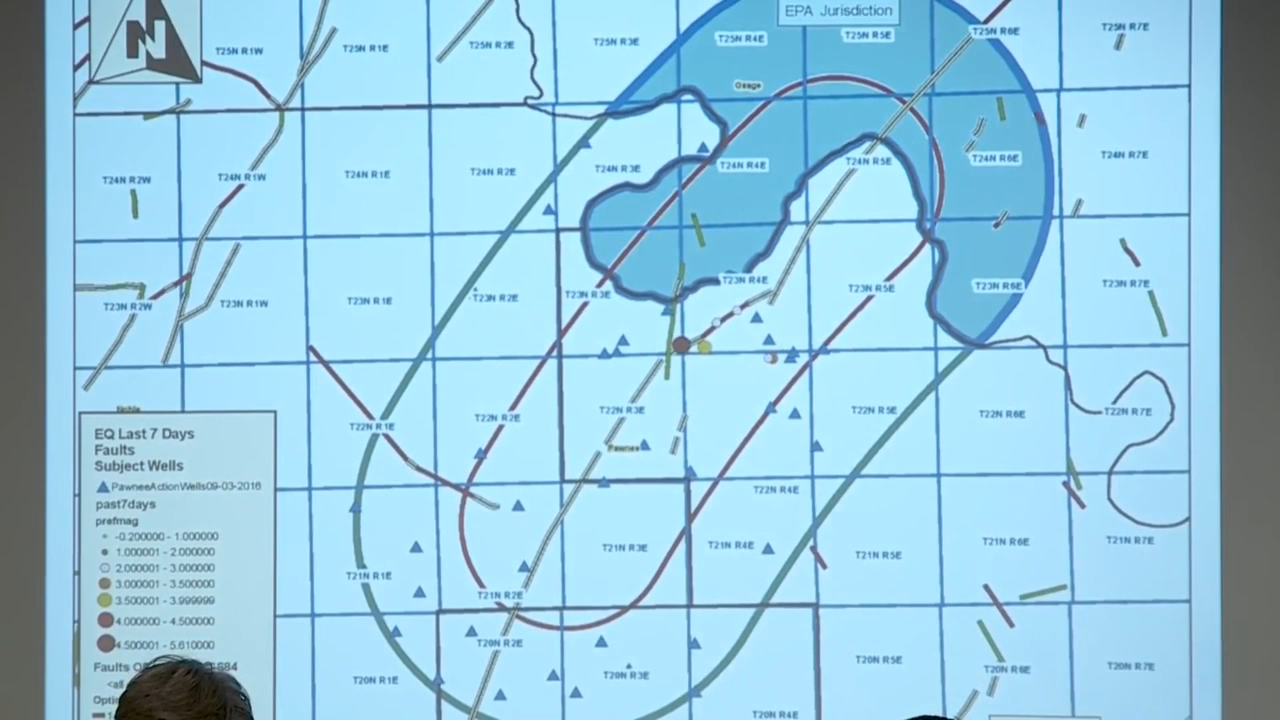 EPA Jurisdiction
N
T25N R1W
T25N R1E
T25N R2E
T25N R3E
T25N R4E
T25N R5E
T25N R6E
T25N R7E
Osage
T24N R2W
T24N R1W
T24N R1E
T24N R2E
T24N R3E
T24N R4E
T24N R5E
T24N R6E
T24N R7E
T23N R2W
T23N R1W
T23N R1E
T23N R2E
T23N R3E
T23N R4E
T23N R5E
T23N R6E
T23N R7E
T22N R1E
T22N R2E
T22N R3E
T22N R5E
T22N R6E
T22N R7E
Pawnee
T22N R4E
T21N R1E
T21N R2E
T21N R3E
T21N R4E
T21N R5E
T21N R6E
T21N R7E
T20N R1E
T20N R2E
T20N R3E
T20N R4E
T20N R5E
T20N R6E
T20N R7E
EQ Last 7 Days
Faults
Subject Wells
PawneeActionWells09-03-2016
past7days
prefmag
-0.200000 - 1.000000
1.000001 - 2.000000
2.000001 - 3.000000
3.000001 - 3.500000
3.500001 - 3.999999
4.000000 - 4.500000
4.500001 - 5.610000
Faults